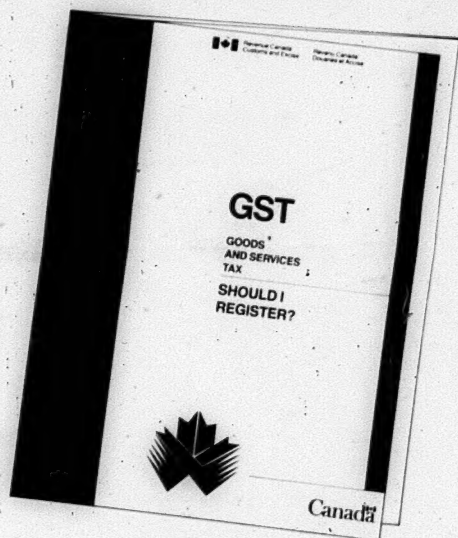 Revenue Canada
Customs and Excise
Revenu Canada
Douanes et Accise
GST
GOODS
AND SERVICES
TAX
SHOULD I
REGISTER?
Canada